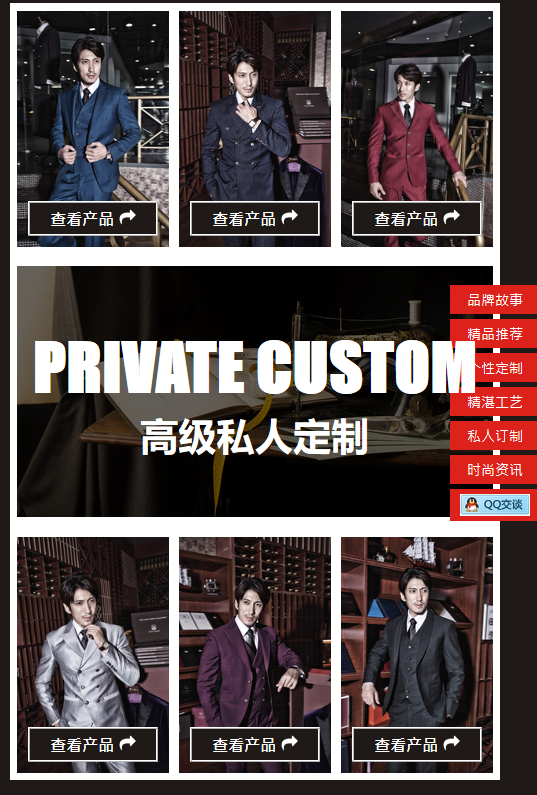 查看产品
查看产品
查看产品
PRIVATE CUSTOM
高级私人定制
品牌故事
精品推荐
个性定制
精湛工艺
私人订制
时尚资讯
QQ交谈
查看产品
查看产品
查看产品